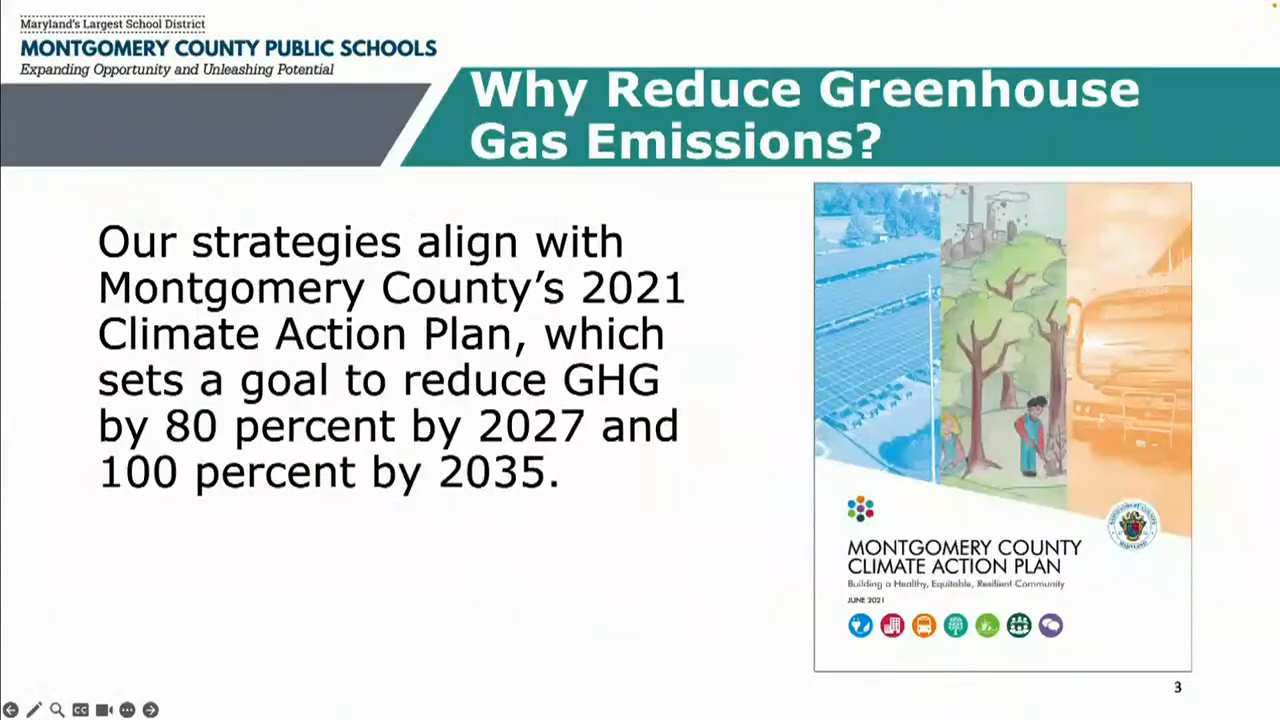 Maryland's Largest School District
MONTGOMERY COUNTY PUBLIC SCHOOLS
Expanding Opportunity and Unleashing Potential
Why Reduce Greenhouse
Gas Emissions?
Our strategies align with
Montgomery County's 2021
Climate Action Plan, which
sets a goal to reduce GHG
by 80 percent by 2027 and
100 percent by 2035.
MONTGOMERY COUNTY
CLIMATE ACTION PLAN
Building a Healthy, Equitable, Resilient Community
JUNE 2021
3
CC